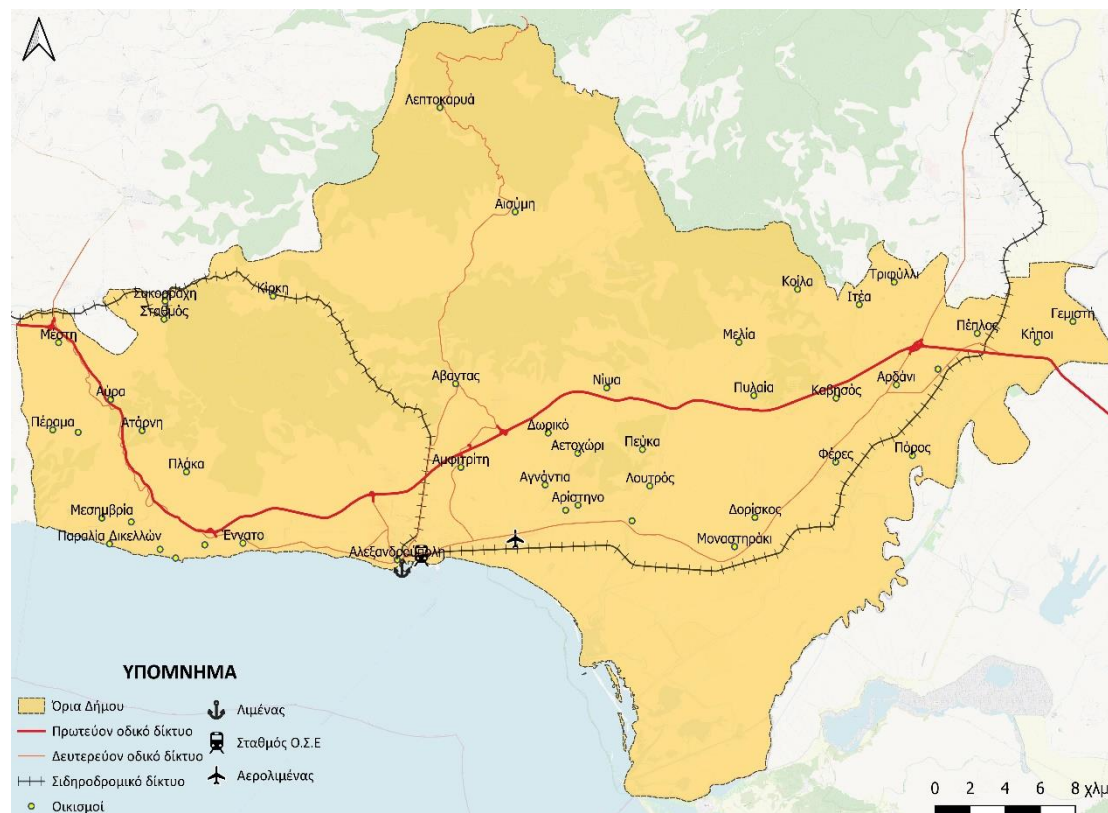 Λεπτοκαρυά
Αισύμη
Κοίλα
Τριφύλλι
Ιτέα
Συκορράχη
Κίρκη
Σταθμός
Μέστη
Μελία
Πέπλος
Κήποι
Γεμιστή
Αύρα
Άβαντας
Νίψα
Πυλαία
Καβησός
Αρδάνι
Πέραμα
Ατάρνη
Δωρικό
Αετοχώρι
Πεύκα
Πλάκα
Αμφιτρίτη
Φέρες
Πόρος
Αγνάντια
Λουτρός
Αρίστηνο
Μεσημβρία
Δορίσκος
Παραλία Δικελλών
Έννατο
Μοναστηράκι
Αλεξανδρούπολη
ΥΠΟΜΝΗΜΑ
Όρια Δήμου
Πρωτεύον οδικό δίκτυο
Δευτερεύον οδικό δίκτυο
Σιδηροδρομικό δίκτυο
Οικισμοί
Λιμένας
Σταθμός Ο.Σ.Ε
Αερολιμένας
0 2 4 6 8 χλμ